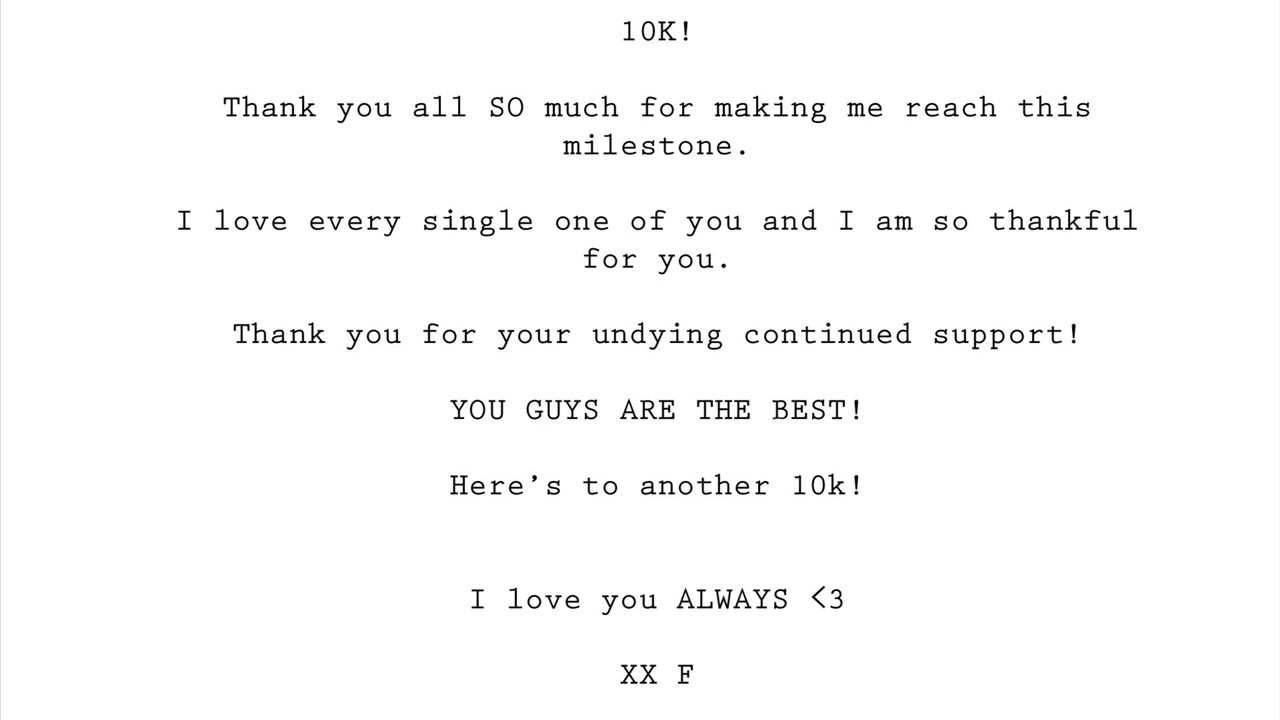 10K!
Thank you all SO much for making me reach this
milestone.
I love every single one of you and I am so thankful
for you.
Thank you for your undying continued support!
YOU GUYS ARE THE BEST!
Here’s to another 10k!
I love you ALWAYS <3
XX F